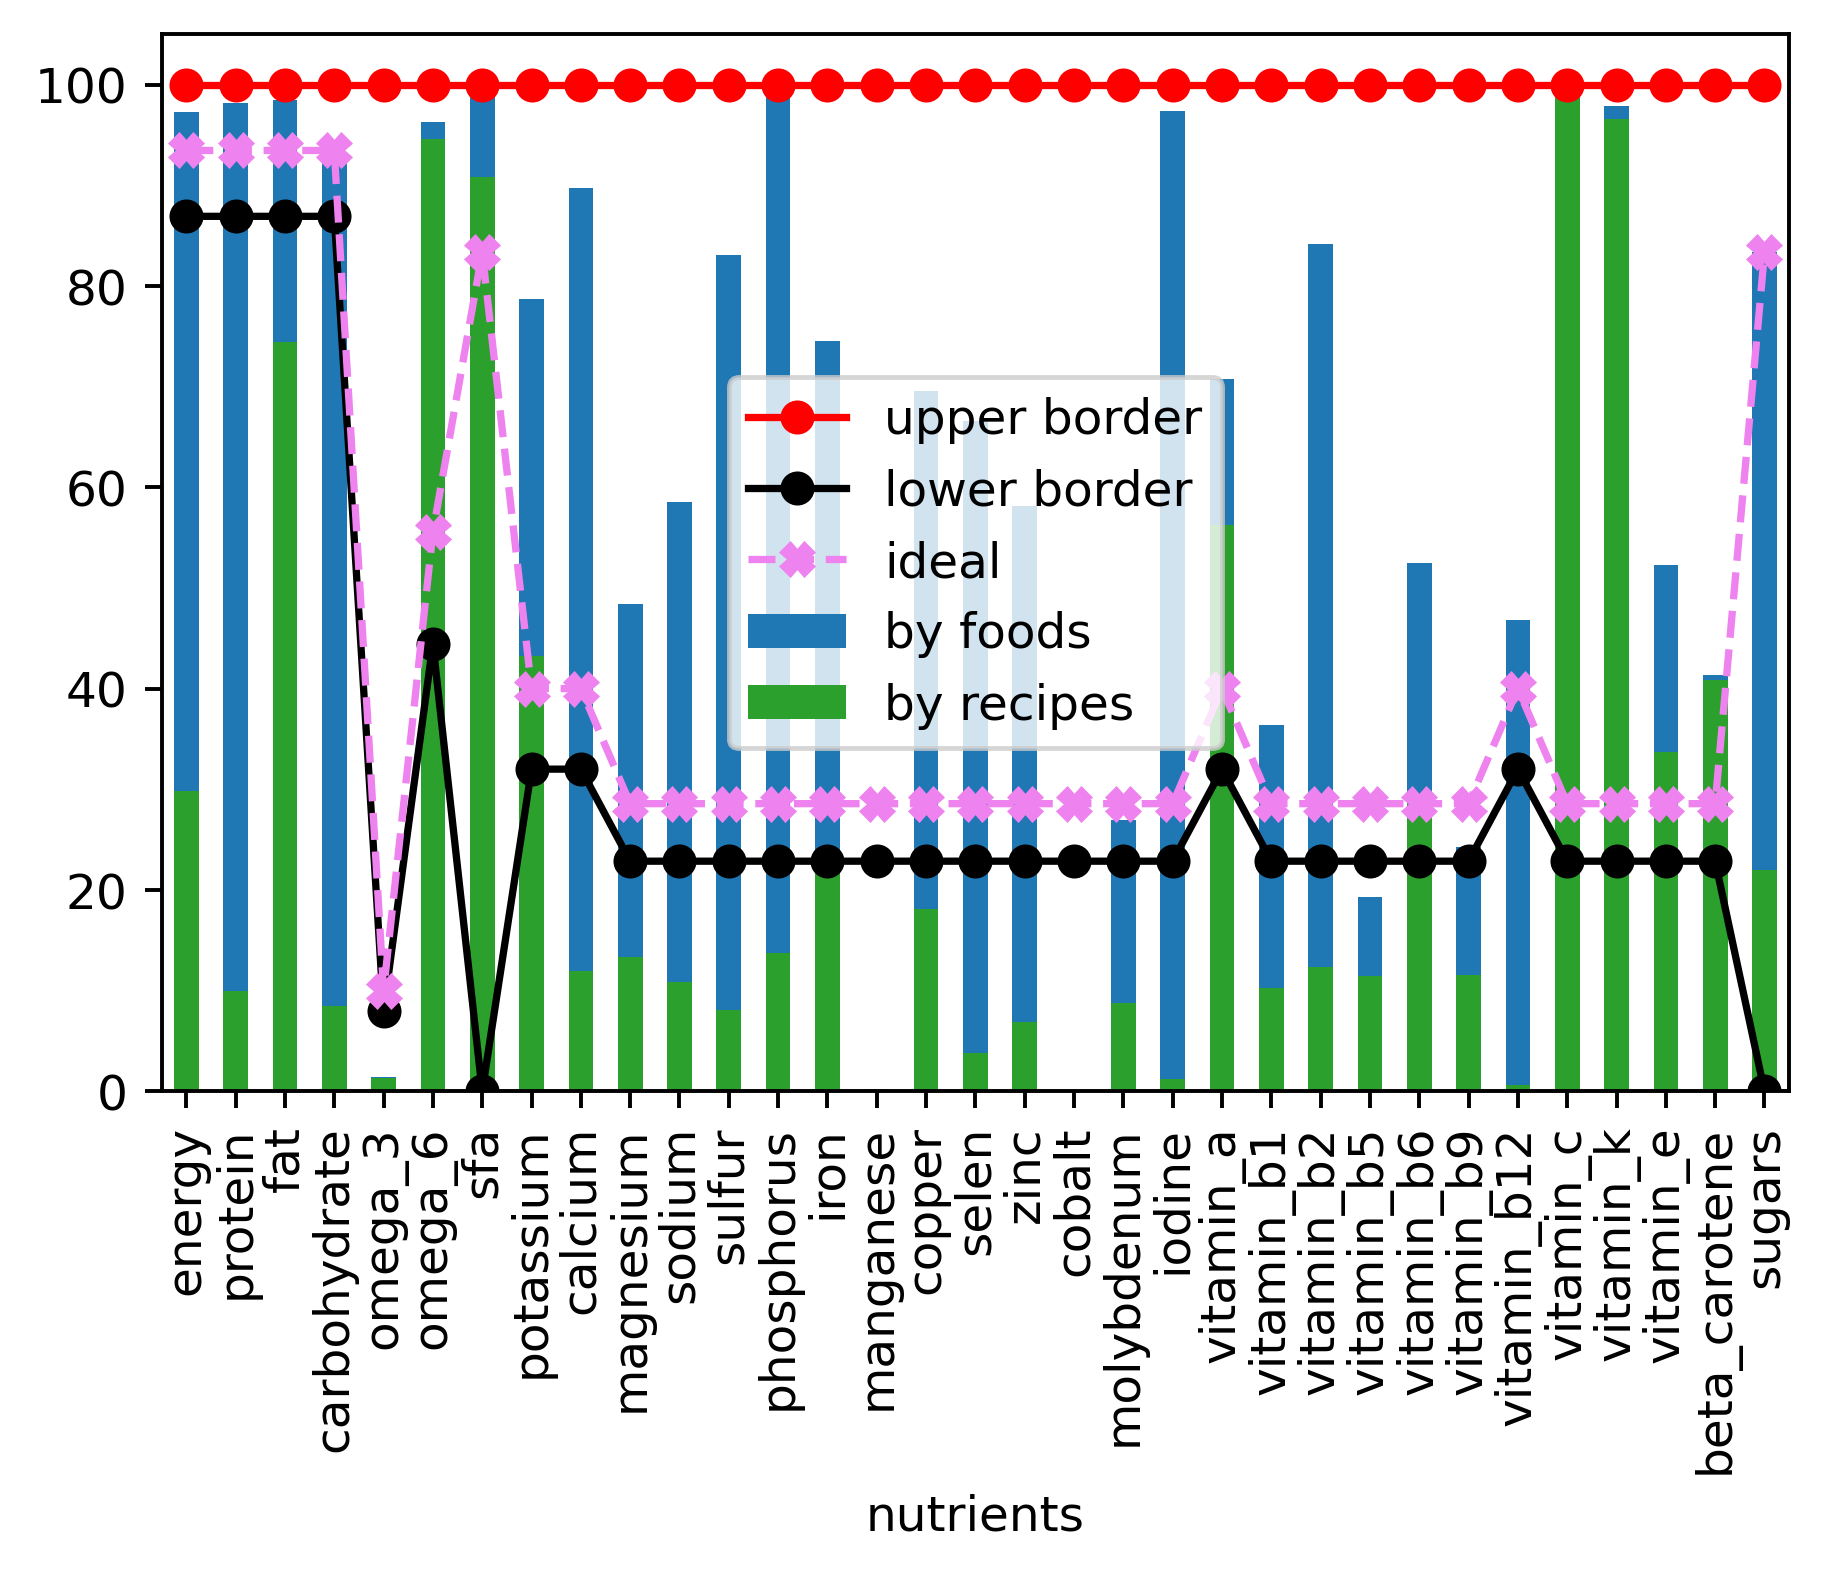 100
80
60
40
20
0
upper border
lower border
ideal
by foods
by recipes
energy
protein
fat
carbohydrate
omega_3
omega_6
sfa
potassium
calcium
magnesium
sodium
sulfur
phosphorus
iron
manganese
copper
selen
zinc
cobalt
molybdenum
iodine
vitamin_a
vitamin_b1
vitamin_b2
vitamin_b5
vitamin_b6
vitamin_b9
vitamin_b12
vitamin_c
vitamin_k
vitamin_e
beta_carotene
sugars
nutrients